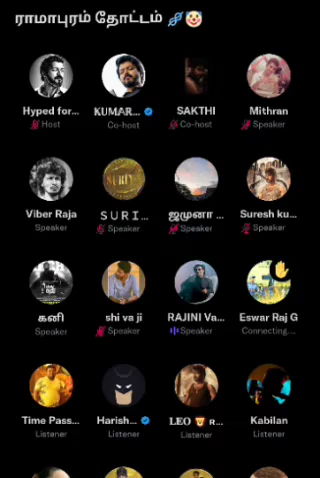 ராமாபுரம் தோட்டம் 🧬🤡
Hyped for... KUMAR... SAKTHI Mithran
Host Co-host Co-host Speaker
Viber Raja S U R I ... ஜமுனா ... Suresh ku...
Speaker Speaker Speaker Speaker
கனி shi va ji RAJINI Va... Eswar Raj G
Speaker Speaker Speaker Connecting...
Time Pass... Harish... LEO R...
Kabilan
Listener Listener Listener Listener